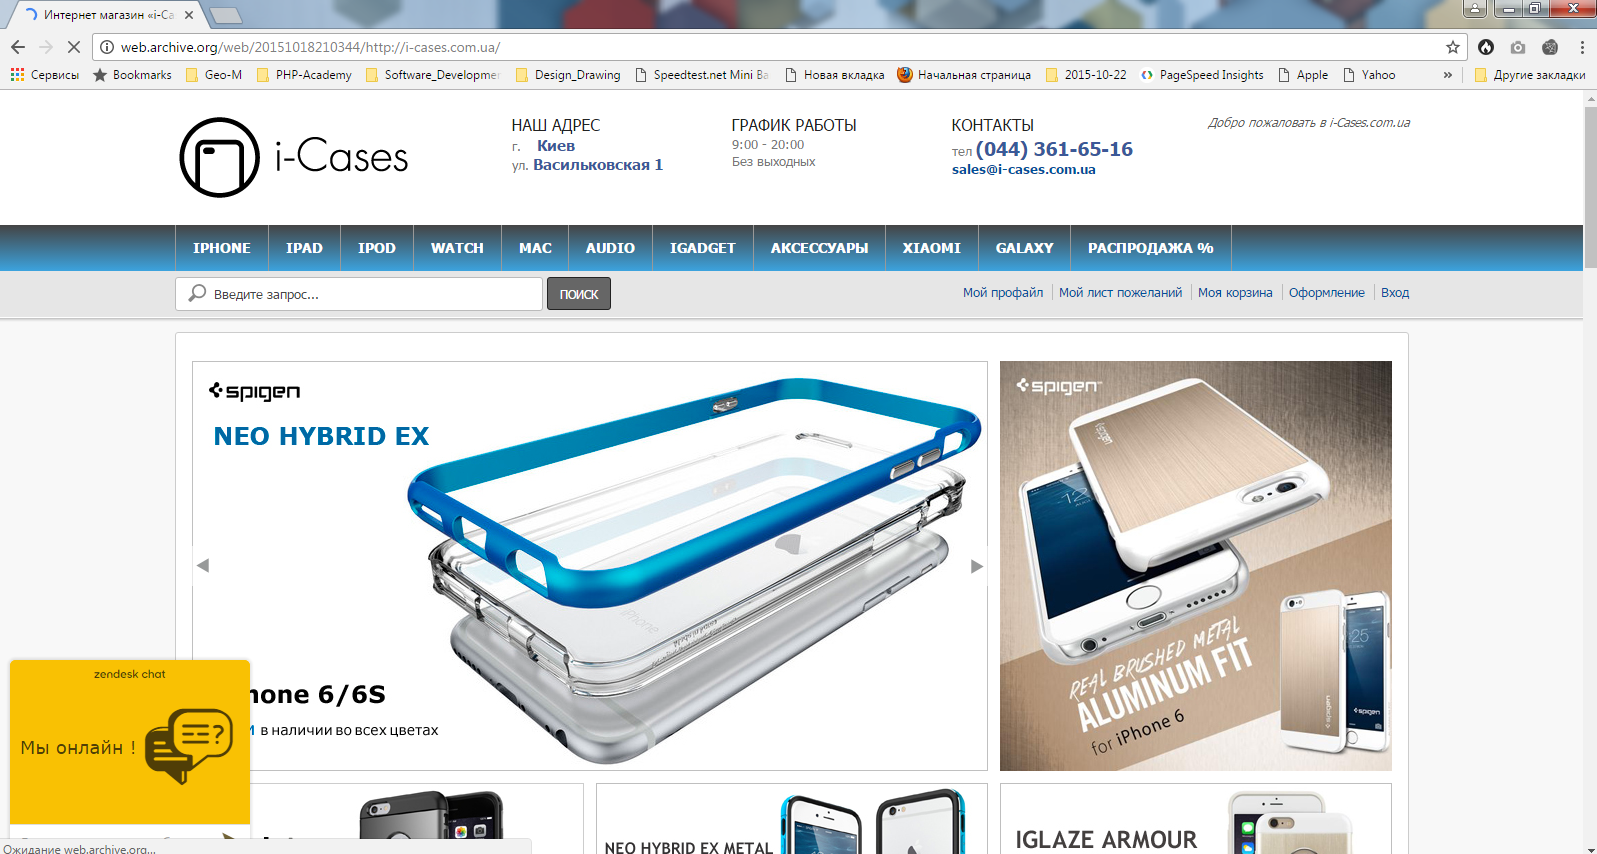 Интернет магазин «i-Ca
web.archive.org/web/20151018210344/http://i-cases.com.ua/
Сервисы Bookmarks Geo-M PHP-Academy Software_Developme Design_Drawing Speedtest.net Mini Ba Новая вкладка Начальная страница 2015-10-22 PageSpeed Insights Apple Yahoo » Другие закладки
i-Cases
НАШ АДРЕС
г. Киев
ул. Васильковская 1
ГРАФИК РАБОТЫ
9:00 - 20:00
Без выходных
КОНТАКТЫ
тел (044) 361-65-16
sales@i-cases.com.ua
Добро пожаловать в i-Cases.com.ua
IPHONE IPAD IPOD WATCH MAC AUDIO IGADGET АКСЕССУАРЫ XIAOMI GALAXY РАСПРОДАЖА %
Введите запрос...
ПОИСК
Мой профайл Мой лист пожеланий Моя корзина Оформление Вход
spigen
NEO HYBRID EX
iPhone
hone 6/6S
в наличии во всех цветах
spigen
spigen
REAL BRUSHED METAL
ALUMINUM FIT
for iPhone 6
spigen
zendesk chat
Мы онлайн !
NEO HYBRID EX METAL
IGLAZE ARMOUR
Ожидание web.archive.org...